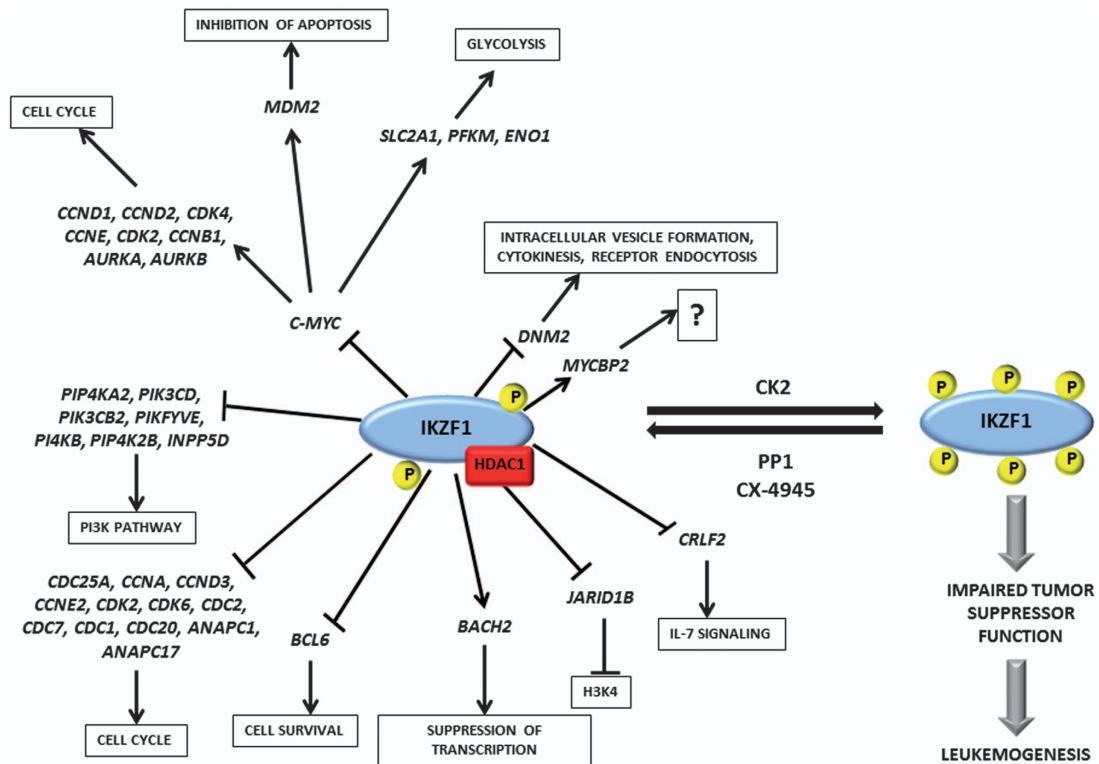 INHIBITION OF APOPTOSIS
GLYCOLYSIS
CELL CYCLE
MDM2
SLC2A1, PFKM, ENO1
CCND1, CCND2, CDK4,
CCNE, CDK2, CCNB1,
AURKA, AURKB
INTRACELLULAR VESICLE FORMATION,
CYTOKINESIS, RECEPTOR ENDOCYTOSIS
C-MYC
DNM2
?
MYCBP2
PIP4KA2, PIK3CD,
PIK3CB2, PIKFYVE,
PI4KB, PIP4K2B, INPP5D
PI3K PATHWAY
P
IKZF1
HDAC1
P
CK2
PP1
CX-4945
P
P
P
IKZF1
P
P
P
CDC25A, CCNA, CCND3,
CCNE2, CDK2, CDK6, CDC2,
CDC7, CDC1, CDC20, ANAPC1,
ANAPC17
CELL CYCLE
BCL6
CELL SURVIVAL
BACH2
SUPPRESSION OF
TRANSCRIPTION
JARID1B
H3K4
CRLF2
IL-7 SIGNALING
IMPAIRED TUMOR
SUPPRESSOR
FUNCTION
LEUKEMOGENESIS